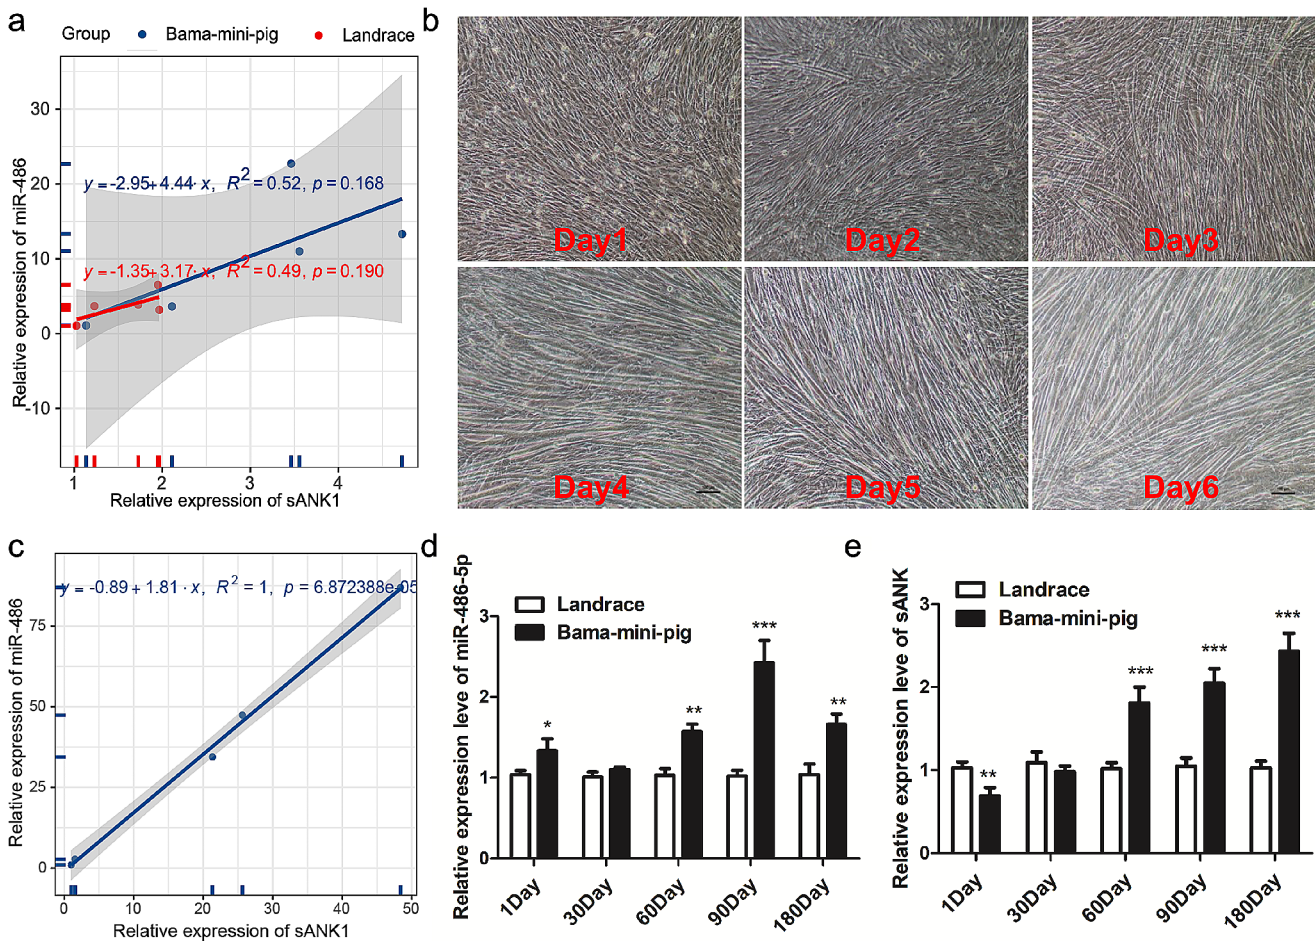 a
Group Bama-mini-pig Landrace
Relative expression of miR-486
30
20
10
0
-10
y = -2.95+4.44· x, R2 = 0.52, p = 0.168
y = -1.35+3.17· x, R2 = 0.49, p = 0.190
1 2 3 4
Relative expression of sANK1
b
Day1 Day2 Day3
Day4 Day5 Day6
c
Relative expression of miR-486
75
50
25
0
y = -0.89 + 1.81 · x, R2 = 1, p = 6.872388e-05
0 10 20 30 40 50
Relative expression of sANK1
d
Relative expression level of miR-486-5p
Landrace
Bama-mini-pig
3
2
1
0
* ** *** **
1Day 30Day 60Day 90Day 180Day
e
Relative expression level of sANK
Landrace
Bama-mini-pig
3
2
1
0
** *** *** ***
1Day 30Day 60Day 90Day 180Day